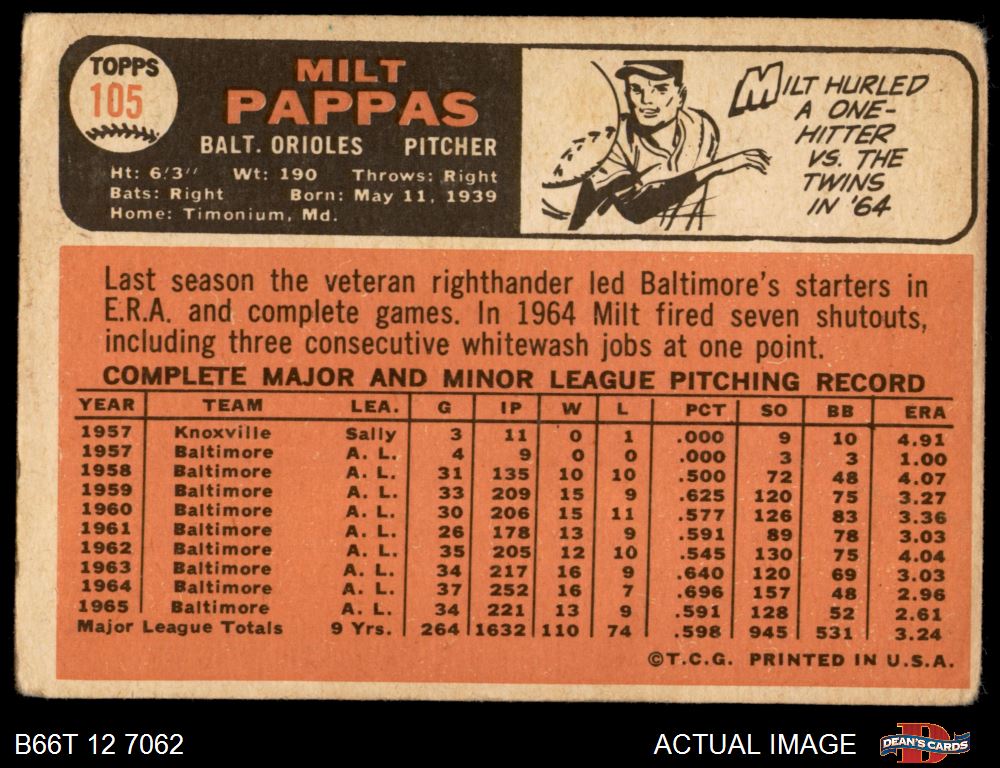 TOPPS
105
MILT
PAPPAS
BALT. ORIOLES PITCHER
Ht: 6'3" Wt: 190 Throws: Right
Bats: Right Born: May 11, 1939
Home: Timonium, Md.
MILT HURLED
A ONE-
HITTER
VS. THE
TWINS
IN '64
Last season the veteran righthander led Baltimore's starters in
E.R.A. and complete games. In 1964 Milt fired seven shutouts,
including three consecutive whitewash jobs at one point.
COMPLETE MAJOR AND MINOR LEAGUE PITCHING RECORD
YEAR TEAM LEA. G IP W L PCT SO BB ERA
1957 Knoxville Sally 3 11 0 1 .000 9 10 4.91
1957 Baltimore A. L. 4 9 0 0 .000 3 3 1.00
1958 Baltimore A. L. 31 135 10 10 .500 72 48 4.07
1959 Baltimore A. L. 33 209 15 9 .625 120 75 3.27
1960 Baltimore A. L. 30 206 15 11 .577 126 83 3.36
1961 Baltimore A. L. 26 178 13 9 .591 89 78 3.03
1962 Baltimore A. L. 35 205 12 10 .545 130 75 4.04
1963 Baltimore A. L. 34 217 16 9 .640 120 69 3.03
1964 Baltimore A. L. 37 252 16 7 .696 157 48 2.96
1965 Baltimore A. L. 34 221 13 9 .591 128 52 2.61
Major League Totals 9 Yrs. 264 1632 110 74 .598 945 531 3.24
©T.C.G. PRINTED IN U.S.A.
B66T 12 7062
ACTUAL IMAGE
DEAN'S CARDS